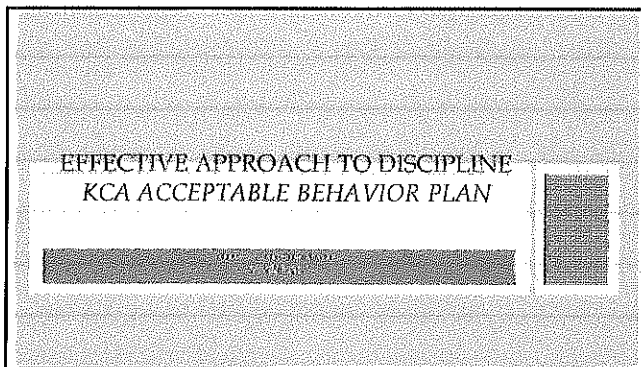 EFFECTIVE APPROACH TO DISCIPLINE
KCA ACCEPTABLE BEHAVIOR PLAN